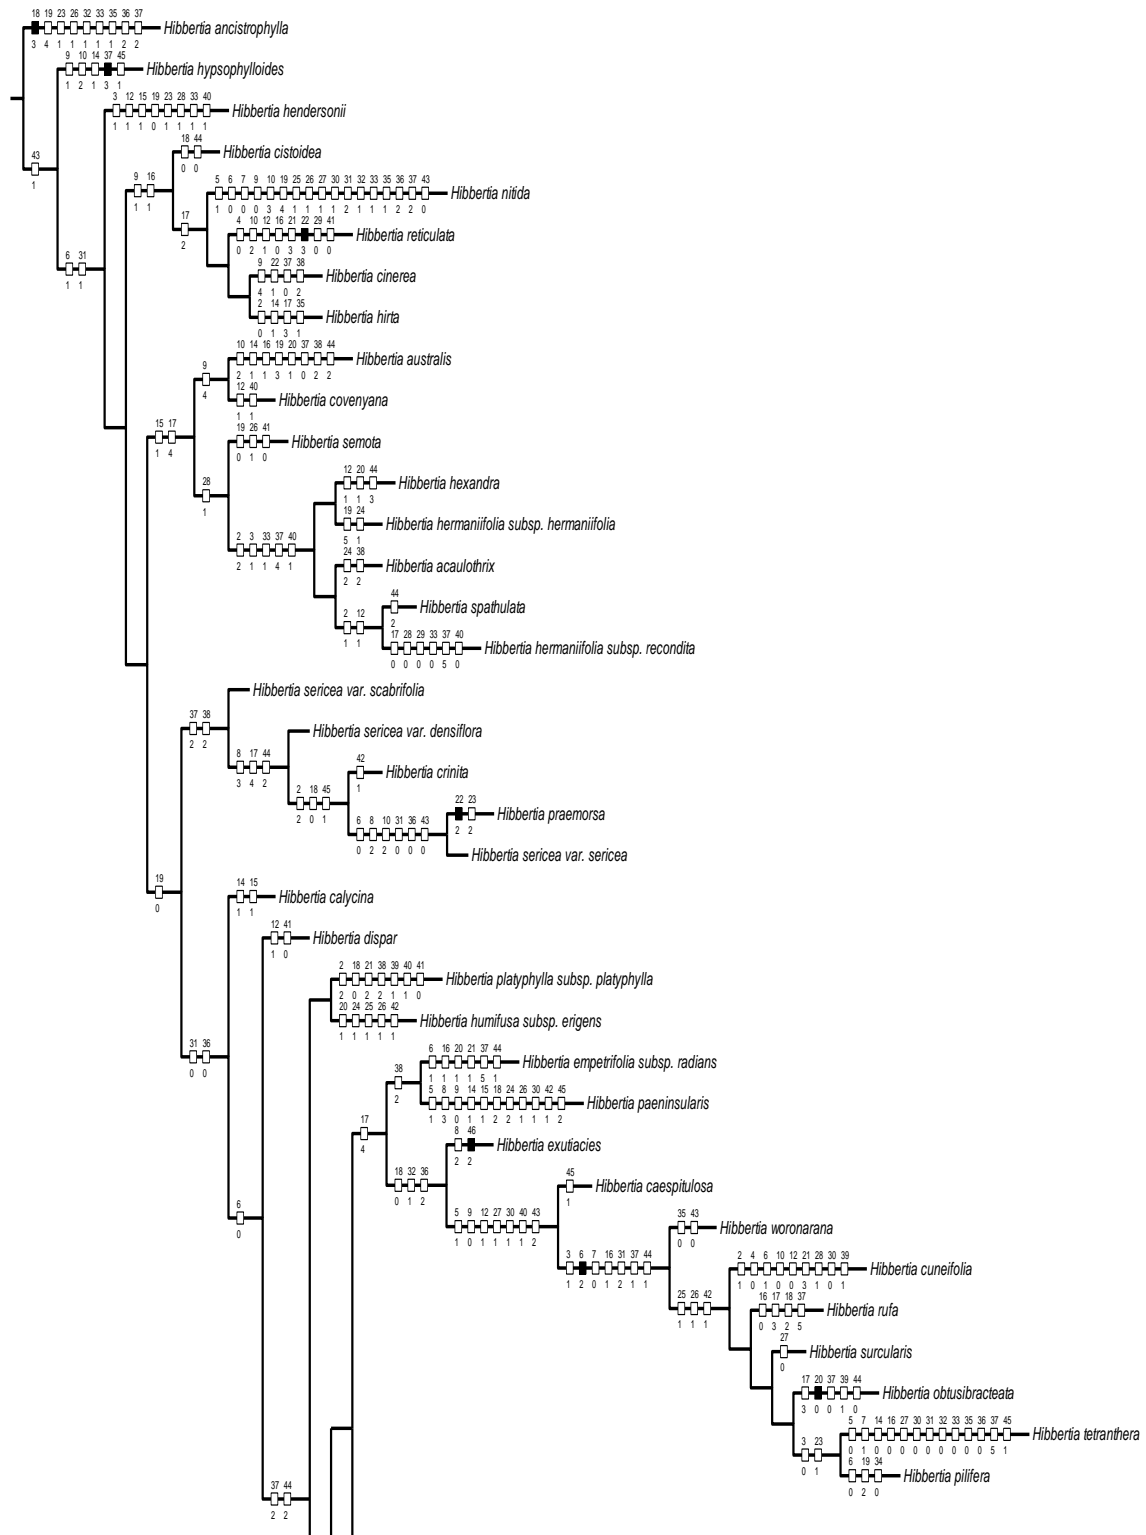 18 19 23 26 32 33 35 36 37
Hibbertia ancistrophylla
3 4 1 1 1 1 1 2 2
9 10 14 37 45
Hibbertia hypsophylloides
1 2 1 3 1
3 12 15 19 23 28 33 40
Hibbertia hendersonii
1 1 1 0 1 1 1 1
18 44
Hibbertia cistoidea
0 0
43
1
9 16
1 1
5 6 7 9 10 19 25 26 27 30 31 32 33 35 36 37 43
Hibbertia nitida
1 0 0 0 3 4 1 1 1 1 2 1 1 1 2 2 0
17
2
4 10 12 16 21 22 29 41
Hibbertia reticulata
0 2 1 0 3 3 0 0
6 31
1 1
9 22 37 38
Hibbertia cinerea
4 1 0 2
2 14 17 35
Hibbertia hirta
0 1 3 1
10 14 16 19 20 37 38 44
Hibbertia australis
2 1 1 3 1 0 2 2
9
4
12 40
Hibbertia covenyana
1 1
15 17
1 4
19 26 41
Hibbertia semota
0 1 0
28
1
12 20 44
Hibbertia hexandra
1 1 3
19 24
Hibbertia hermaniifolia subsp. hermaniifolia
5 1
2 3 33 37 40
2 1 1 4 1
24 38
Hibbertia acaulothrix
2 2
44
Hibbertia spathulata
2
2 12
1 1
17 28 29 33 37 40
Hibbertia hermaniifolia subsp. recondita
0 0 0 0 5 0
Hibbertia sericea var. scabrifolia
37 38
2 2
Hibbertia sericea var. densiflora
8 17 44
3 4 2
42
Hibbertia crinita
1
2 18 45
2 0 1
22 23
Hibbertia praemorsa
2 2
6 8 10 31 36 43
0 2 2 0 0 0
Hibbertia sericea var. sericea
19
0
14 15
Hibbertia calycina
1 1
12 41
Hibbertia dispar
1 0
2 18 21 38 39 40 41
Hibbertia platyphylla subsp. platyphylla
2 0 2 2 1 1 0
20 24 25 26 42
Hibbertia humifusa subsp. erigens
1 1 1 1 1
31 36
0 0
6 16 20 21 37 44
Hibbertia empetrifolia subsp. radians
1 1 1 1 5 1
38
2
5 8 9 14 15 18 24 26 30 42 45
Hibbertia paeninsularis
1 3 0 1 1 2 2 1 1 1 2
17
4
8 46
Hibbertia exutiacies
2 2
18 32 36
0 1 2
45
Hibbertia caespitulosa
1
6
0
5 9 12 27 30 40 43
1 0 1 1 1 1 2
35 43
Hibbertia woronarana
0 0
3 6 7 16 31 37 44
1 2 0 1 2 1 1
2 4 6 10 12 21 28 30 39
Hibbertia cuneifolia
1 0 1 0 0 3 1 0 1
25 26 42
1 1 1
16 17 18 37
Hibbertia rufa
0 3 2 5
27
Hibbertia surcularis
0
17 20 37 39 44
Hibbertia obtusibracteata
3 0 0 1 0
5 7 14 16 27 30 31 32 33 35 36 37 45
Hibbertia tetranthera
0 1 0 0 0 0 0 0 0 0 0 5 1
3 23
0 1
6 19 34
Hibbertia pilifera
0 2 0
37 44
2 2